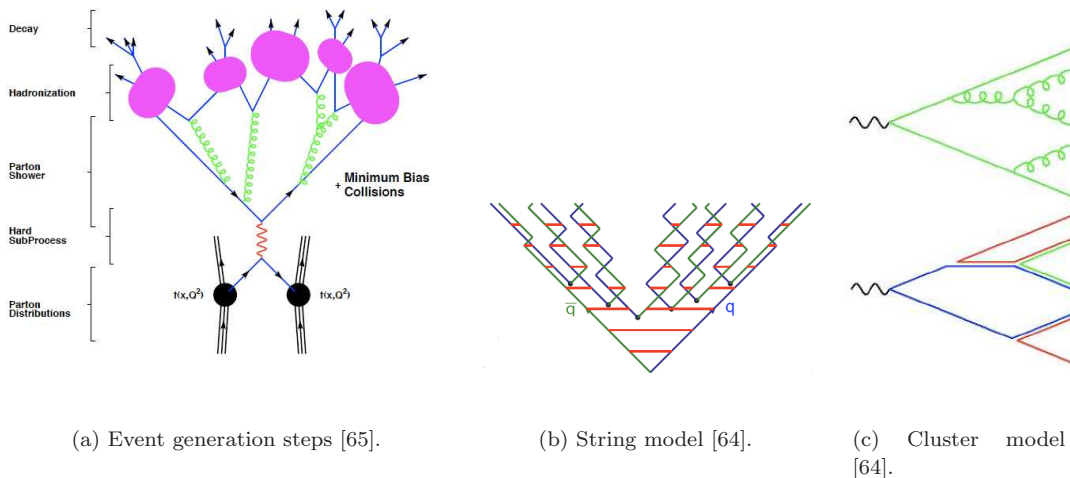 Decay
Hadronization
Parton
Shower
Hard
SubProcess
Parton
Distributions
+ Minimum Bias
Collisions
f(x,Q²)
f(x,Q²)
(a) Event generation steps [65].
q̅
q
(b) String model [64].
(c) Cluster model
[64].